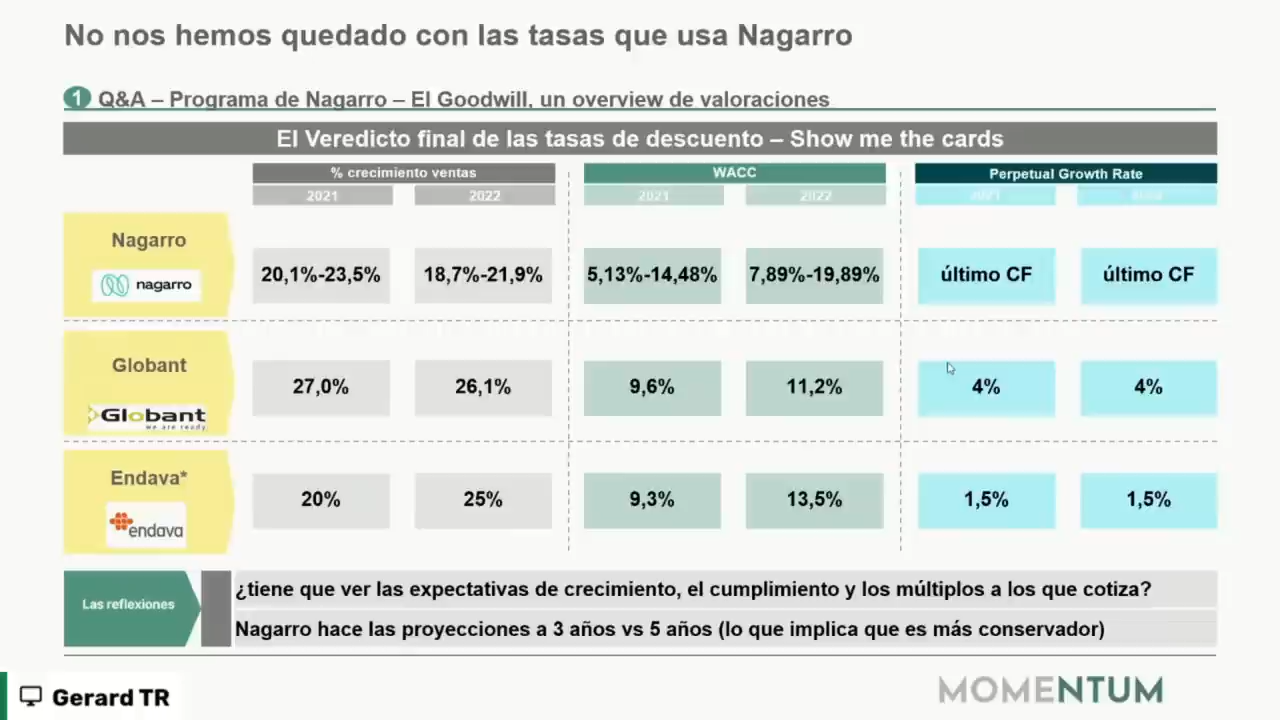 No nos hemos quedado con las tasas que usa Nagarro
1 Q&A – Programa de Nagarro – El Goodwill, un overview de valoraciones
El Veredicto final de las tasas de descuento – Show me the cards
% crecimiento ventas WACC Perpetual Growth Rate
2021 2022 2021 2022 2021 2022
Nagarro
nagarro
20,1%-23,5% 18,7%-21,9% 5,13%-14,48% 7,89%-19,89% último CF último CF
Globant
Globant
we are ready
27,0% 26,1% 9,6% 11,2% 4% 4%
Endava*
endava
20% 25% 9,3% 13,5% 1,5% 1,5%
Las reflexiones
¿tiene que ver las expectativas de crecimiento, el cumplimiento y los múltiplos a los que cotiza?
Nagarro hace las proyecciones a 3 años vs 5 años (lo que implica que es más conservador)
Gerard TR
MOMENTUM